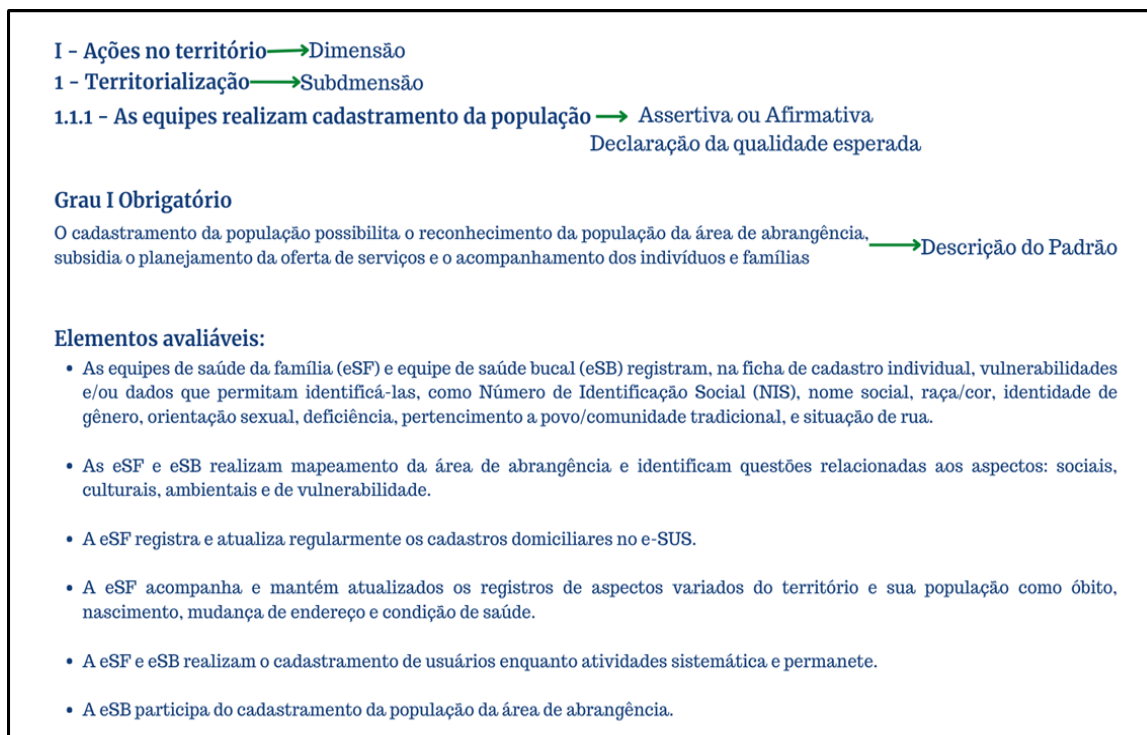 I - Ações no território Dimensão
1 - Territorialização Subdmensão
1.1.1 - As equipes realizam cadastramento da população Assertiva ou Afirmativa
Declaração da qualidade esperada
Grau I Obrigatório
O cadastramento da população possibilita o reconhecimento da população da área de abrangência,
subsidia o planejamento da oferta de serviços e o acompanhamento dos indivíduos e famílias
Descrição do Padrão
Elementos avaliáveis:
• As equipes de saúde da família (eSF) e equipe de saúde bucal (eSB) registram, na ficha de cadastro individual, vulnerabilidades
e/ou dados que permitam identificá-las, como Número de Identificação Social (NIS), nome social, raça/cor, identidade de
gênero, orientação sexual, deficiência, pertencimento a povo/comunidade tradicional, e situação de rua.
• As eSF e eSB realizam mapeamento da área de abrangência e identificam questões relacionadas aos aspectos: sociais,
culturais, ambientais e de vulnerabilidade.
• A eSF registra e atualiza regularmente os cadastros domiciliares no e-SUS.
• A eSF acompanha e mantém atualizados os registros de aspectos variados do território e sua população como óbito,
nascimento, mudança de endereço e condição de saúde.
• A eSF e eSB realizam o cadastramento de usuários enquanto atividades sistemática e permanete.
• A eSB participa do cadastramento da população da área de abrangência.